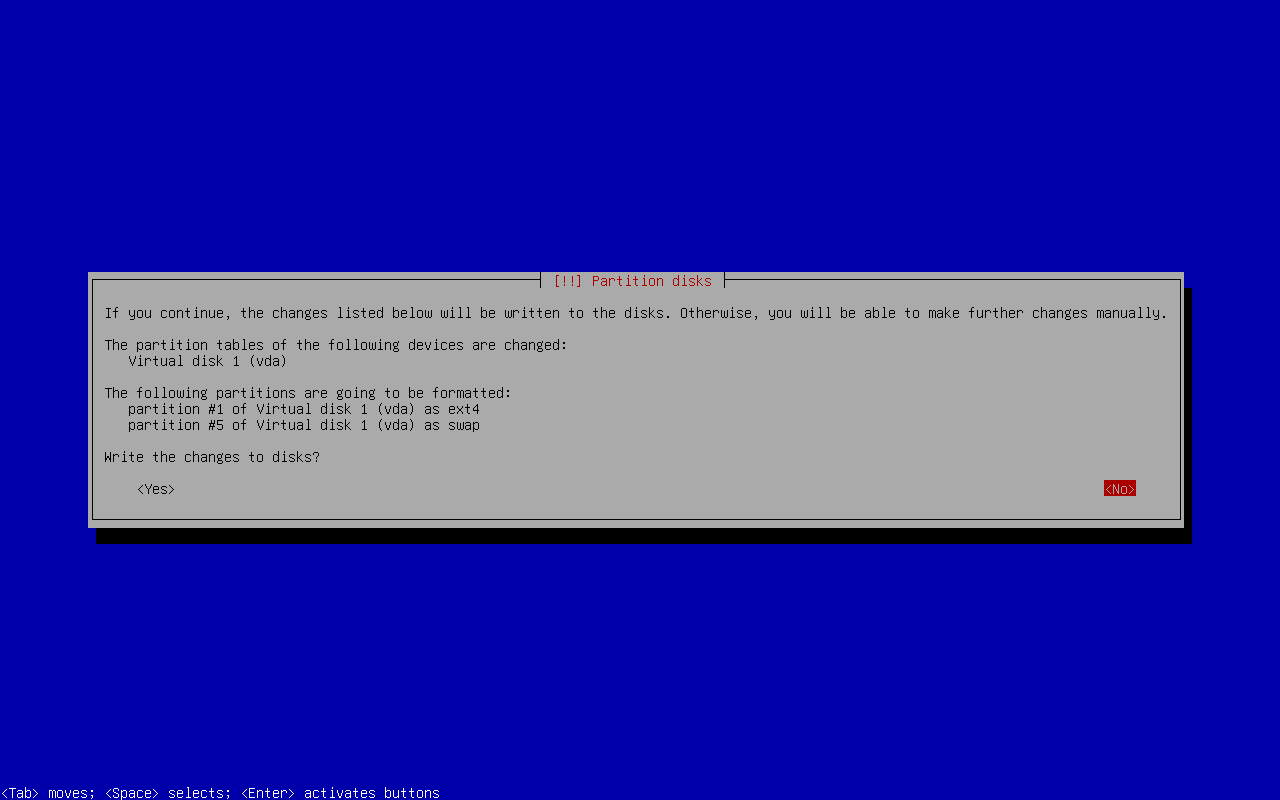 [!!] Partition disks
If you continue, the changes listed below will be written to the disks. Otherwise, you will be able to make further changes manually.
The partition tables of the following devices are changed:
Virtual disk 1 (vda)
The following partitions are going to be formatted:
partition #1 of Virtual disk 1 (vda) as ext4
partition #5 of Virtual disk 1 (vda) as swap
Write the changes to disks?
<Yes> <No>
<Tab> moves; <Space> selects; <Enter> activates buttons